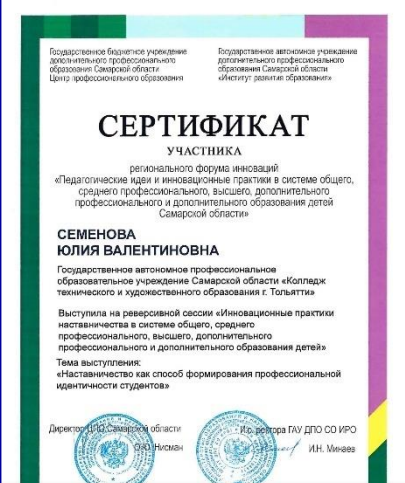 Государственное бюджетное учреждение
дополнительного профессионального
образования Самарской области
Центр профессионального образования
Государственное автономное учреждение
дополнительного профессионального
образования Самарской области
«Институт развития образования»
СЕРТИФИКАТ
УЧАСТНИКА
регионального форума инноваций
«Педагогические идеи и инновационные практики в системе общего,
среднего профессионального, высшего, дополнительного
профессионального и дополнительного образования детей
Самарской области»
СЕМЕНОВА
ЮЛИЯ ВАЛЕНТИНОВНА
Государственное автономное профессиональное
образовательное учреждение Самарской области «Колледж
технического и художественного образования г. Тольятти»
Выступила на реверсивной сессии «Инновационные практики
наставничества в системе общего, среднего
профессионального, высшего, дополнительного
профессионального и дополнительного образования детей»
Тема выступления:
«Наставничество как способ формирования профессиональной
идентичности студентов»
Директор ЦПО Самарской области
Нисман
И.о. ректора ГАУ ДПО СО ИРО
И.Н. Минаев